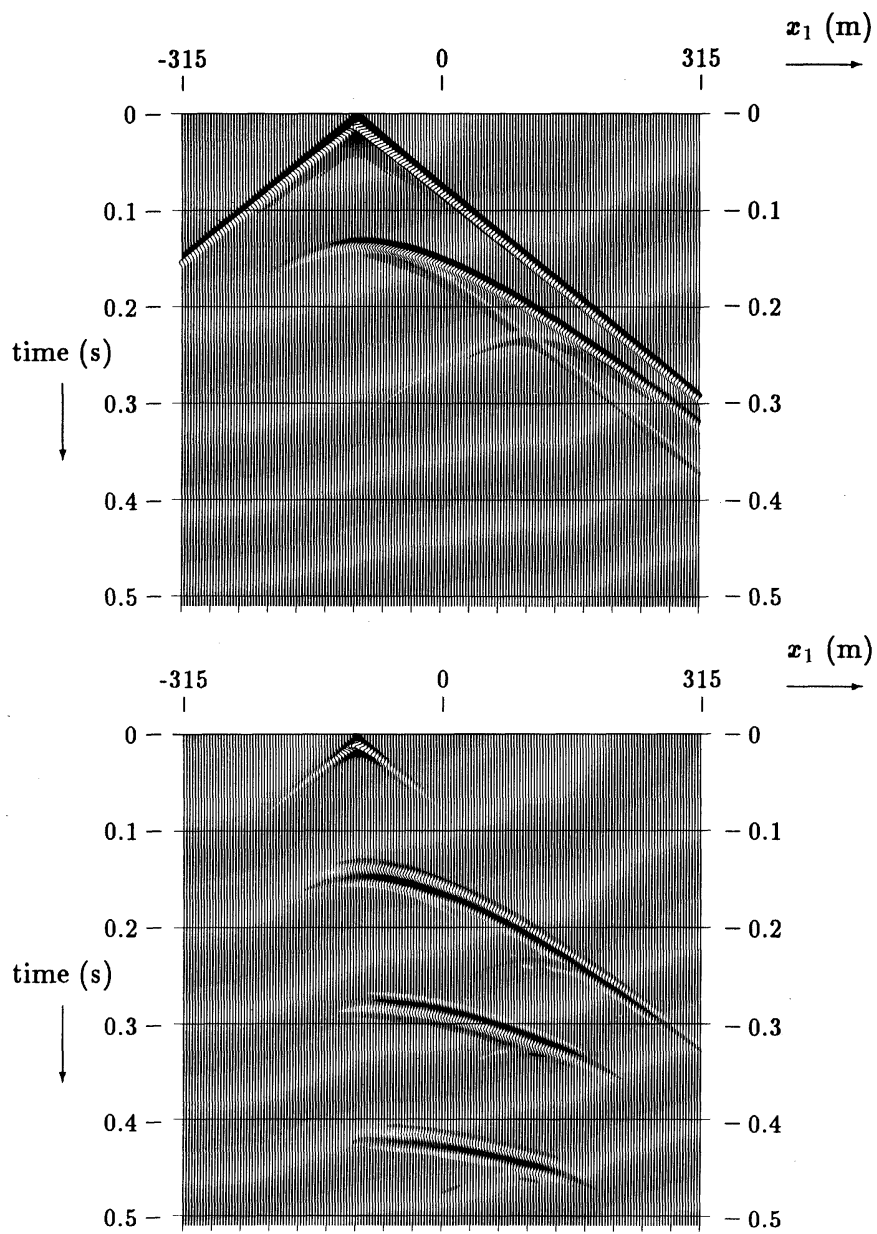 x₁ (m)
-315 0 315
0 — — 0
0.1 — — 0.1
0.2 — — 0.2
time (s)
0.3 — — 0.3
0.4 — — 0.4
0.5 — — 0.5
x₁ (m)
-315 0 315
0 — — 0
0.1 — — 0.1
0.2 — — 0.2
time (s)
0.3 — — 0.3
0.4 — — 0.4
0.5 — — 0.5